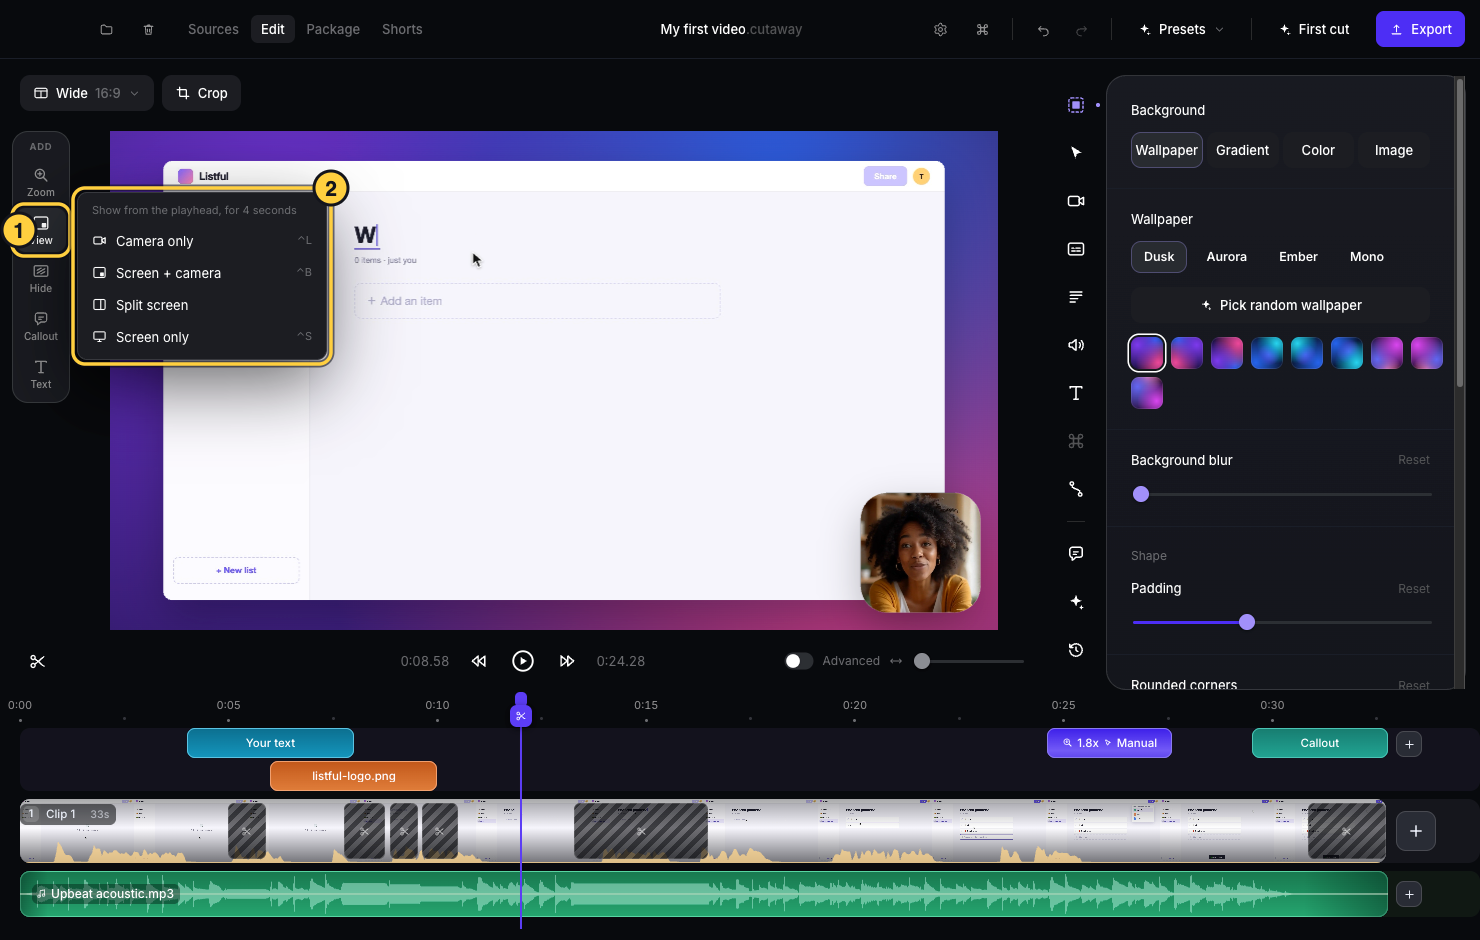 Sources Edit Package Shorts My first video.cutaway Presets First cut Export
Wide 16:9 Crop
ADD
Zoom
View
Hide
Callout
Text
1
2
Show from the playhead, for 4 seconds
Camera only ^L
Screen + camera ^B
Split screen
Screen only ^S
Listful Share T
W
0 items · just you
+ Add an item
+ New list
Background
Wallpaper Gradient Color Image
Wallpaper
Dusk Aurora Ember Mono
Pick random wallpaper
Background blur Reset
Shape
Padding Reset
Rounded corners Reset
0:08.58 0:24.28 Advanced
0:00 0:05 0:10 0:15 0:20 0:25 0:30
Your text 1.8x Manual Callout
listful-logo.png
1 Clip 1 33s
Upbeat acoustic.mp3